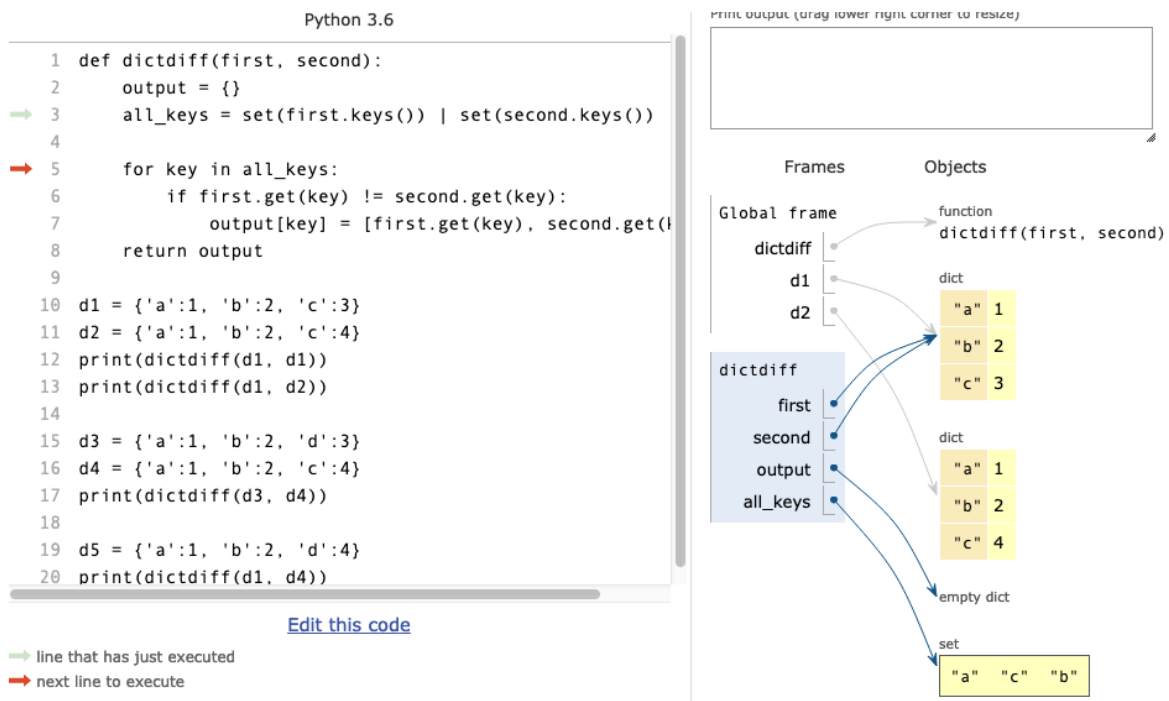 Python 3.6
1 def dictdiff(first, second):
2     output = {}
3     all_keys = set(first.keys()) | set(second.keys())
4
5     for key in all_keys:
6         if first.get(key) != second.get(key):
7             output[key] = [first.get(key), second.get(
8     return output
9
10 d1 = {'a':1, 'b':2, 'c':3}
11 d2 = {'a':1, 'b':2, 'c':4}
12 print(dictdiff(d1, d1))
13 print(dictdiff(d1, d2))
14
15 d3 = {'a':1, 'b':2, 'd':3}
16 d4 = {'a':1, 'b':2, 'c':4}
17 print(dictdiff(d3, d4))
18
19 d5 = {'a':1, 'b':2, 'd':4}
20 print(dictdiff(d1, d4))
Edit this code
line that has just executed
next line to execute
Print output (drag lower right corner to resize)
Frames
Objects
Global frame
dictdiff
d1
d2
dictdiff
first
second
output
all_keys
function
dictdiff(first, second)
dict
"a" 1
"b" 2
"c" 3
dict
"a" 1
"b" 2
"c" 4
empty dict
set
"a" "c" "b"